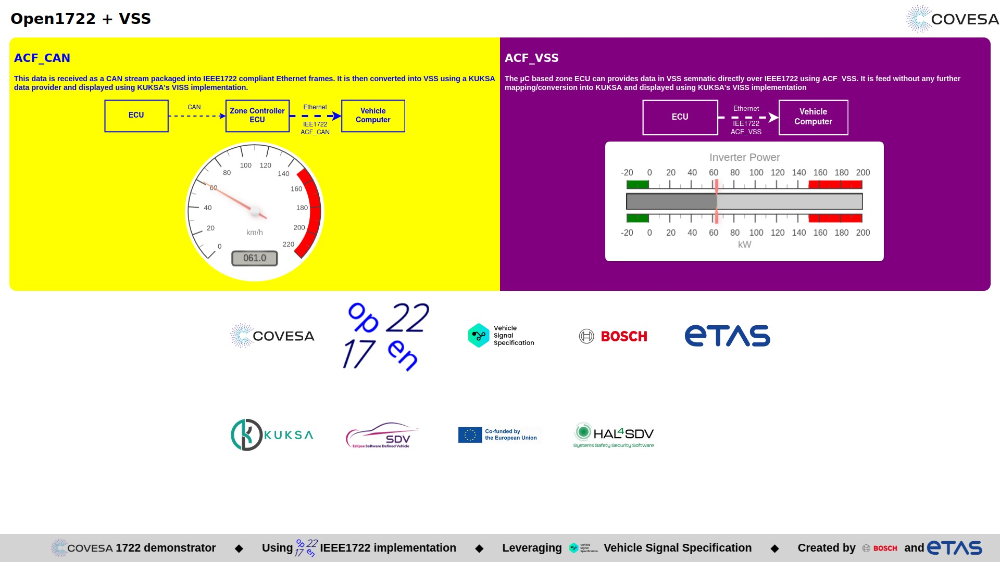 Open1722 + VSS
COVESA
ACF_CAN
This data is received as a CAN stream packaged into IEEE1722 compliant Ethernet frames. It is then converted into VSS using a KUKSA
data provider and displayed using KUKSA's VISS implementation.
ECU
CAN
Zone Controller
ECU
Ethernet
IEE1722
ACF_CAN
Vehicle
Computer
0
20
40
60
80
100
120
140
160
180
200
220
km/h
061.0
ACF_VSS
The µC based zone ECU can provides data in VSS semnatic directly over IEEE1722 using ACF_VSS. It is feed without any further
mapping/conversion into KUKSA and displayed using KUKSA's VISS implementation
ECU
Ethernet
IEE1722
ACF_VSS
Vehicle
Computer
Inverter Power
-20 0 20 40 60 80 100 120 140 160 180 200
-20 0 20 40 60 80 100 120 140 160 180 200
kW
COVESA
op 22
17 en
Vehicle
Signal
Specification
BOSCH
eTAS
KUKSA
SDV
Eclipse Software Defined Vehicle
Co-funded by
the European Union
HAL4SDV
Systems Safety Security Software
COVESA 1722 demonstrator ◆ Using op 22 17 en IEEE1722 implementation ◆ Leveraging Vehicle Signal Specification Vehicle Signal Specification ◆ Created by BOSCH and eTAS